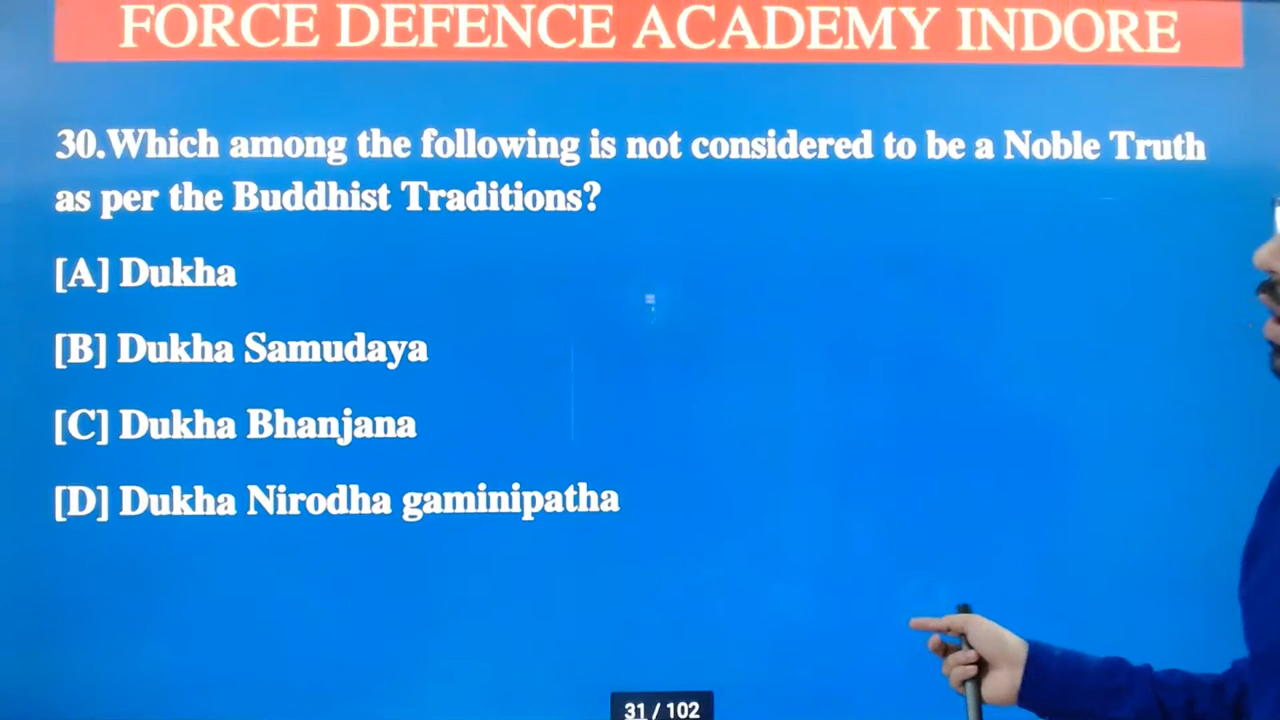 FORCE DEFENCE ACADEMY INDORE
30.Which among the following is not considered to be a Noble Truth
as per the Buddhist Traditions?
[A] Dukha
[B] Dukha Samudaya
[C] Dukha Bhanjana
[D] Dukha Nirodha gaminipatha
31 / 102